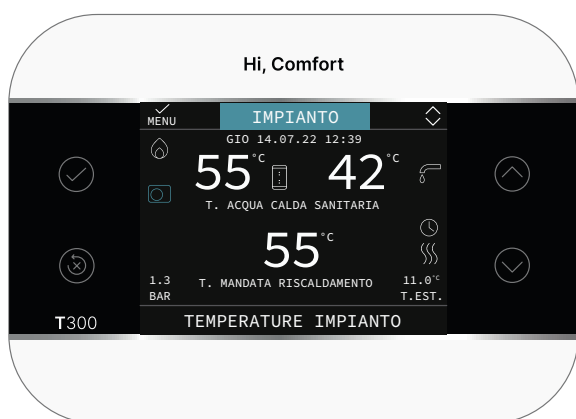 Hi, Comfort
MENU
IMPIANTO
GIO 14.07.22 12:39
55°C
42°C
T. ACQUA CALDA SANITARIA
55°C
1.3
BAR
T. MANDATA RISCALDAMENTO
11.0°C
T.EST.
T300
TEMPERATURE IMPIANTO